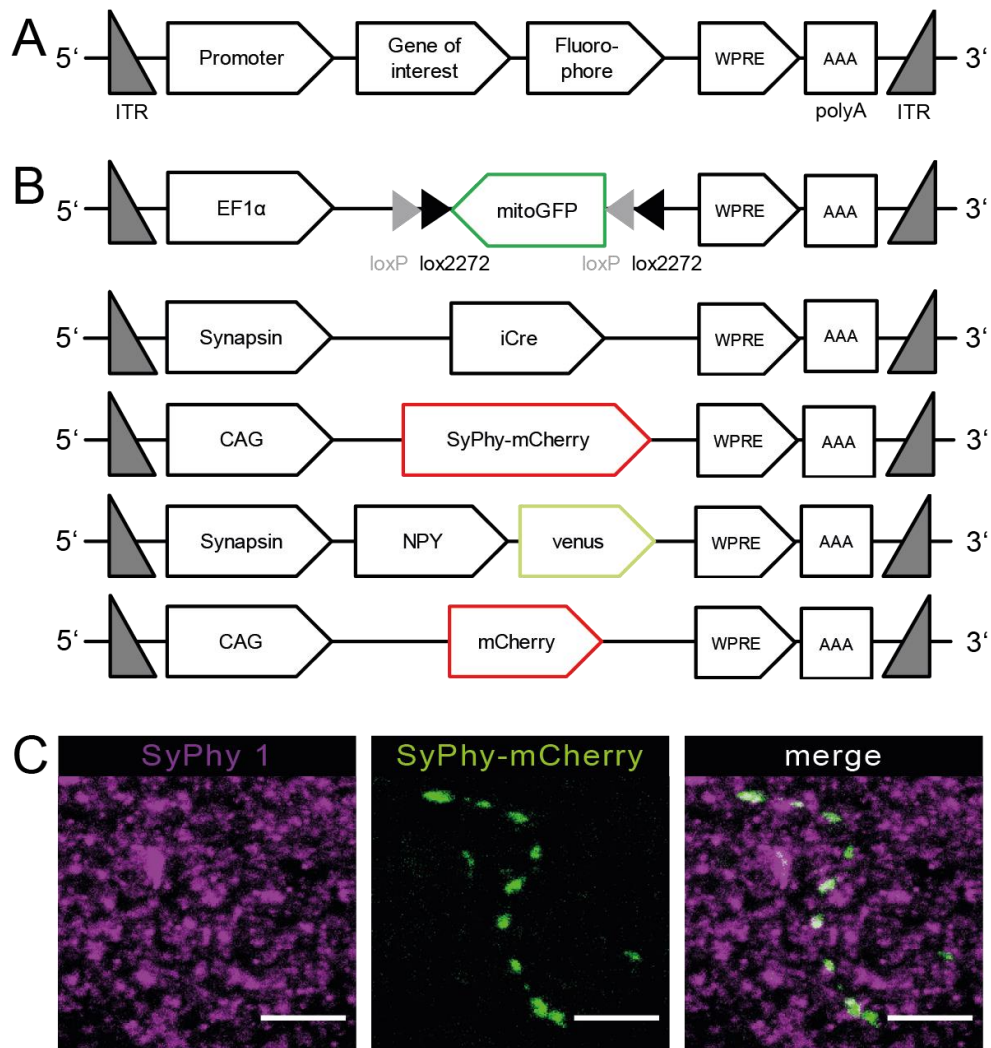 A
5‘ Promoter Gene of interest Fluoro-phore WPRE AAA 3‘
ITR polyA ITR
B
5‘ EF1α mitoGFP WPRE AAA 3‘
loxP lox2272 loxP lox2272
5‘ Synapsin iCre WPRE AAA 3‘
5‘ CAG SyPhy-mCherry WPRE AAA 3‘
5‘ Synapsin NPY venus WPRE AAA 3‘
5‘ CAG mCherry WPRE AAA 3‘
C
SyPhy 1 SyPhy-mCherry merge